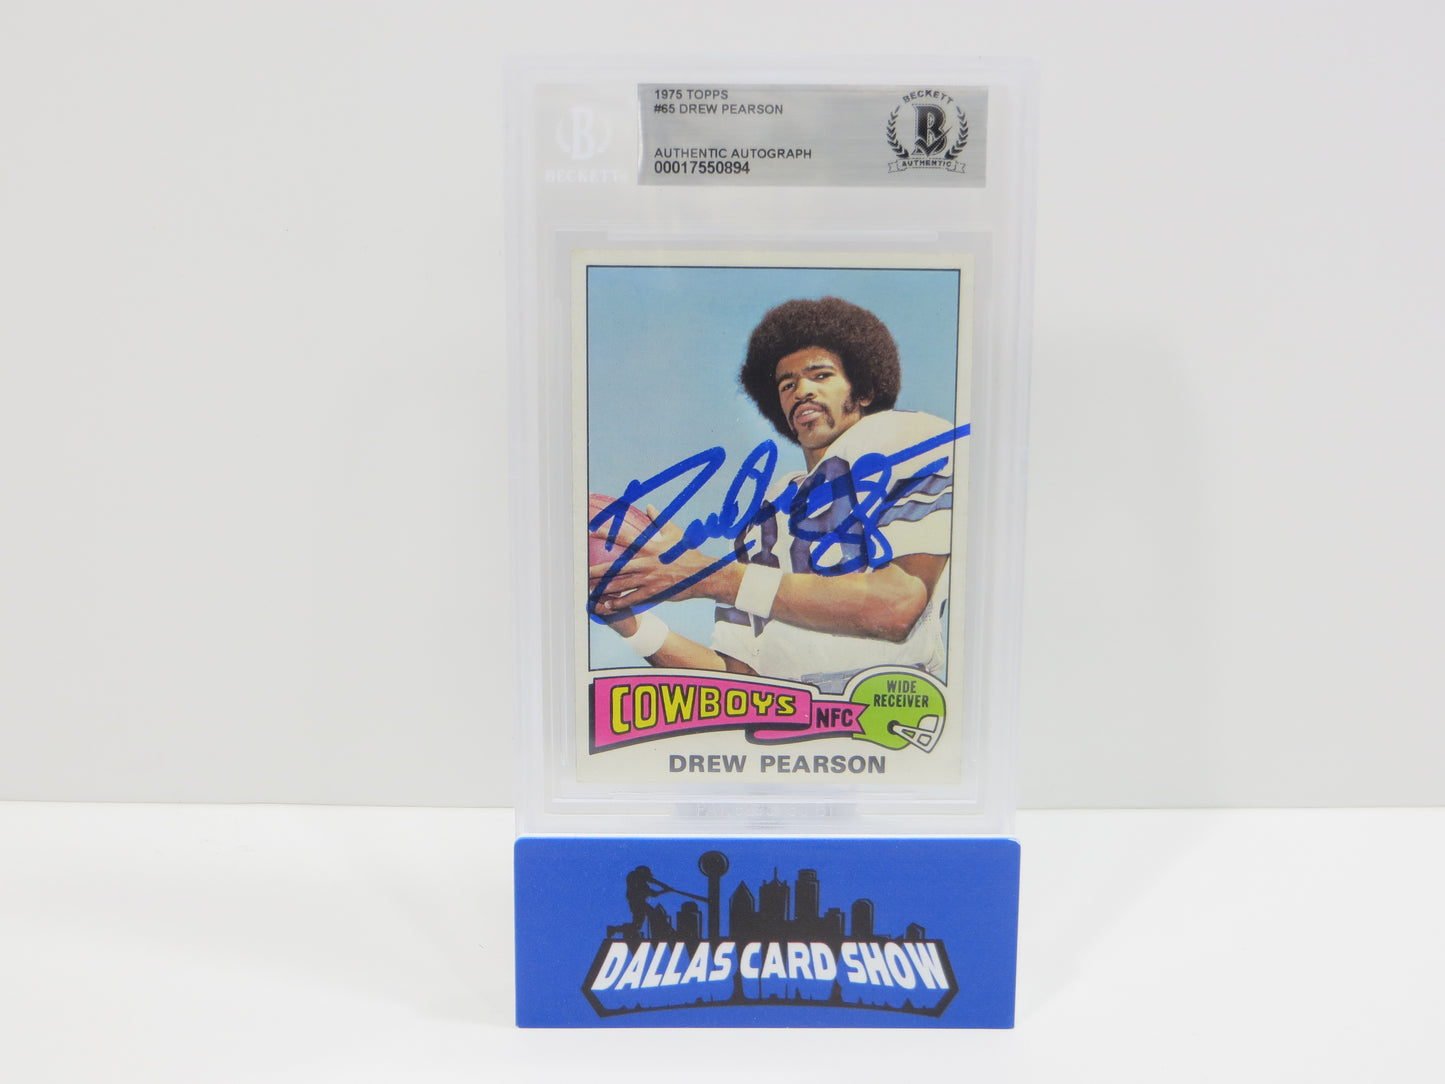 1975 TOPPS
#65 DREW PEARSON
AUTHENTIC AUTOGRAPH
00017550894
BECKETT
B
AUTHENTIC
B
BECKETT
COWBOYS
NFC
WIDE
RECEIVER
DREW PEARSON
DALLAS CARD SHOW